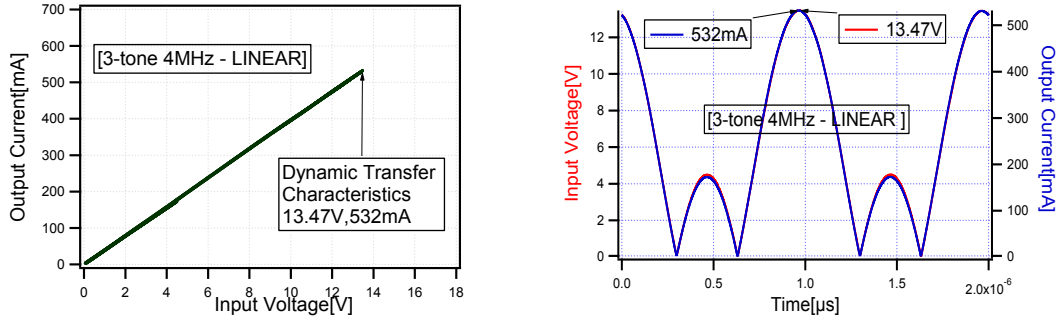 700
600
500
400
300
200
100
0
Output Current[mA]
[3-tone 4MHz - LINEAR]
Dynamic Transfer
Characteristics
13.47V,532mA
0 2 4 6 8 10 12 14 16 18
Input Voltage[V]
12
10
8
6
4
2
0
Input Voltage[V]
532mA
13.47V
[3-tone 4MHz - LINEAR ]
500
400
300
200
100
0
Output Current[mA]
0.0 0.5 1.0 1.5 2.0x10-6
Time[µs]